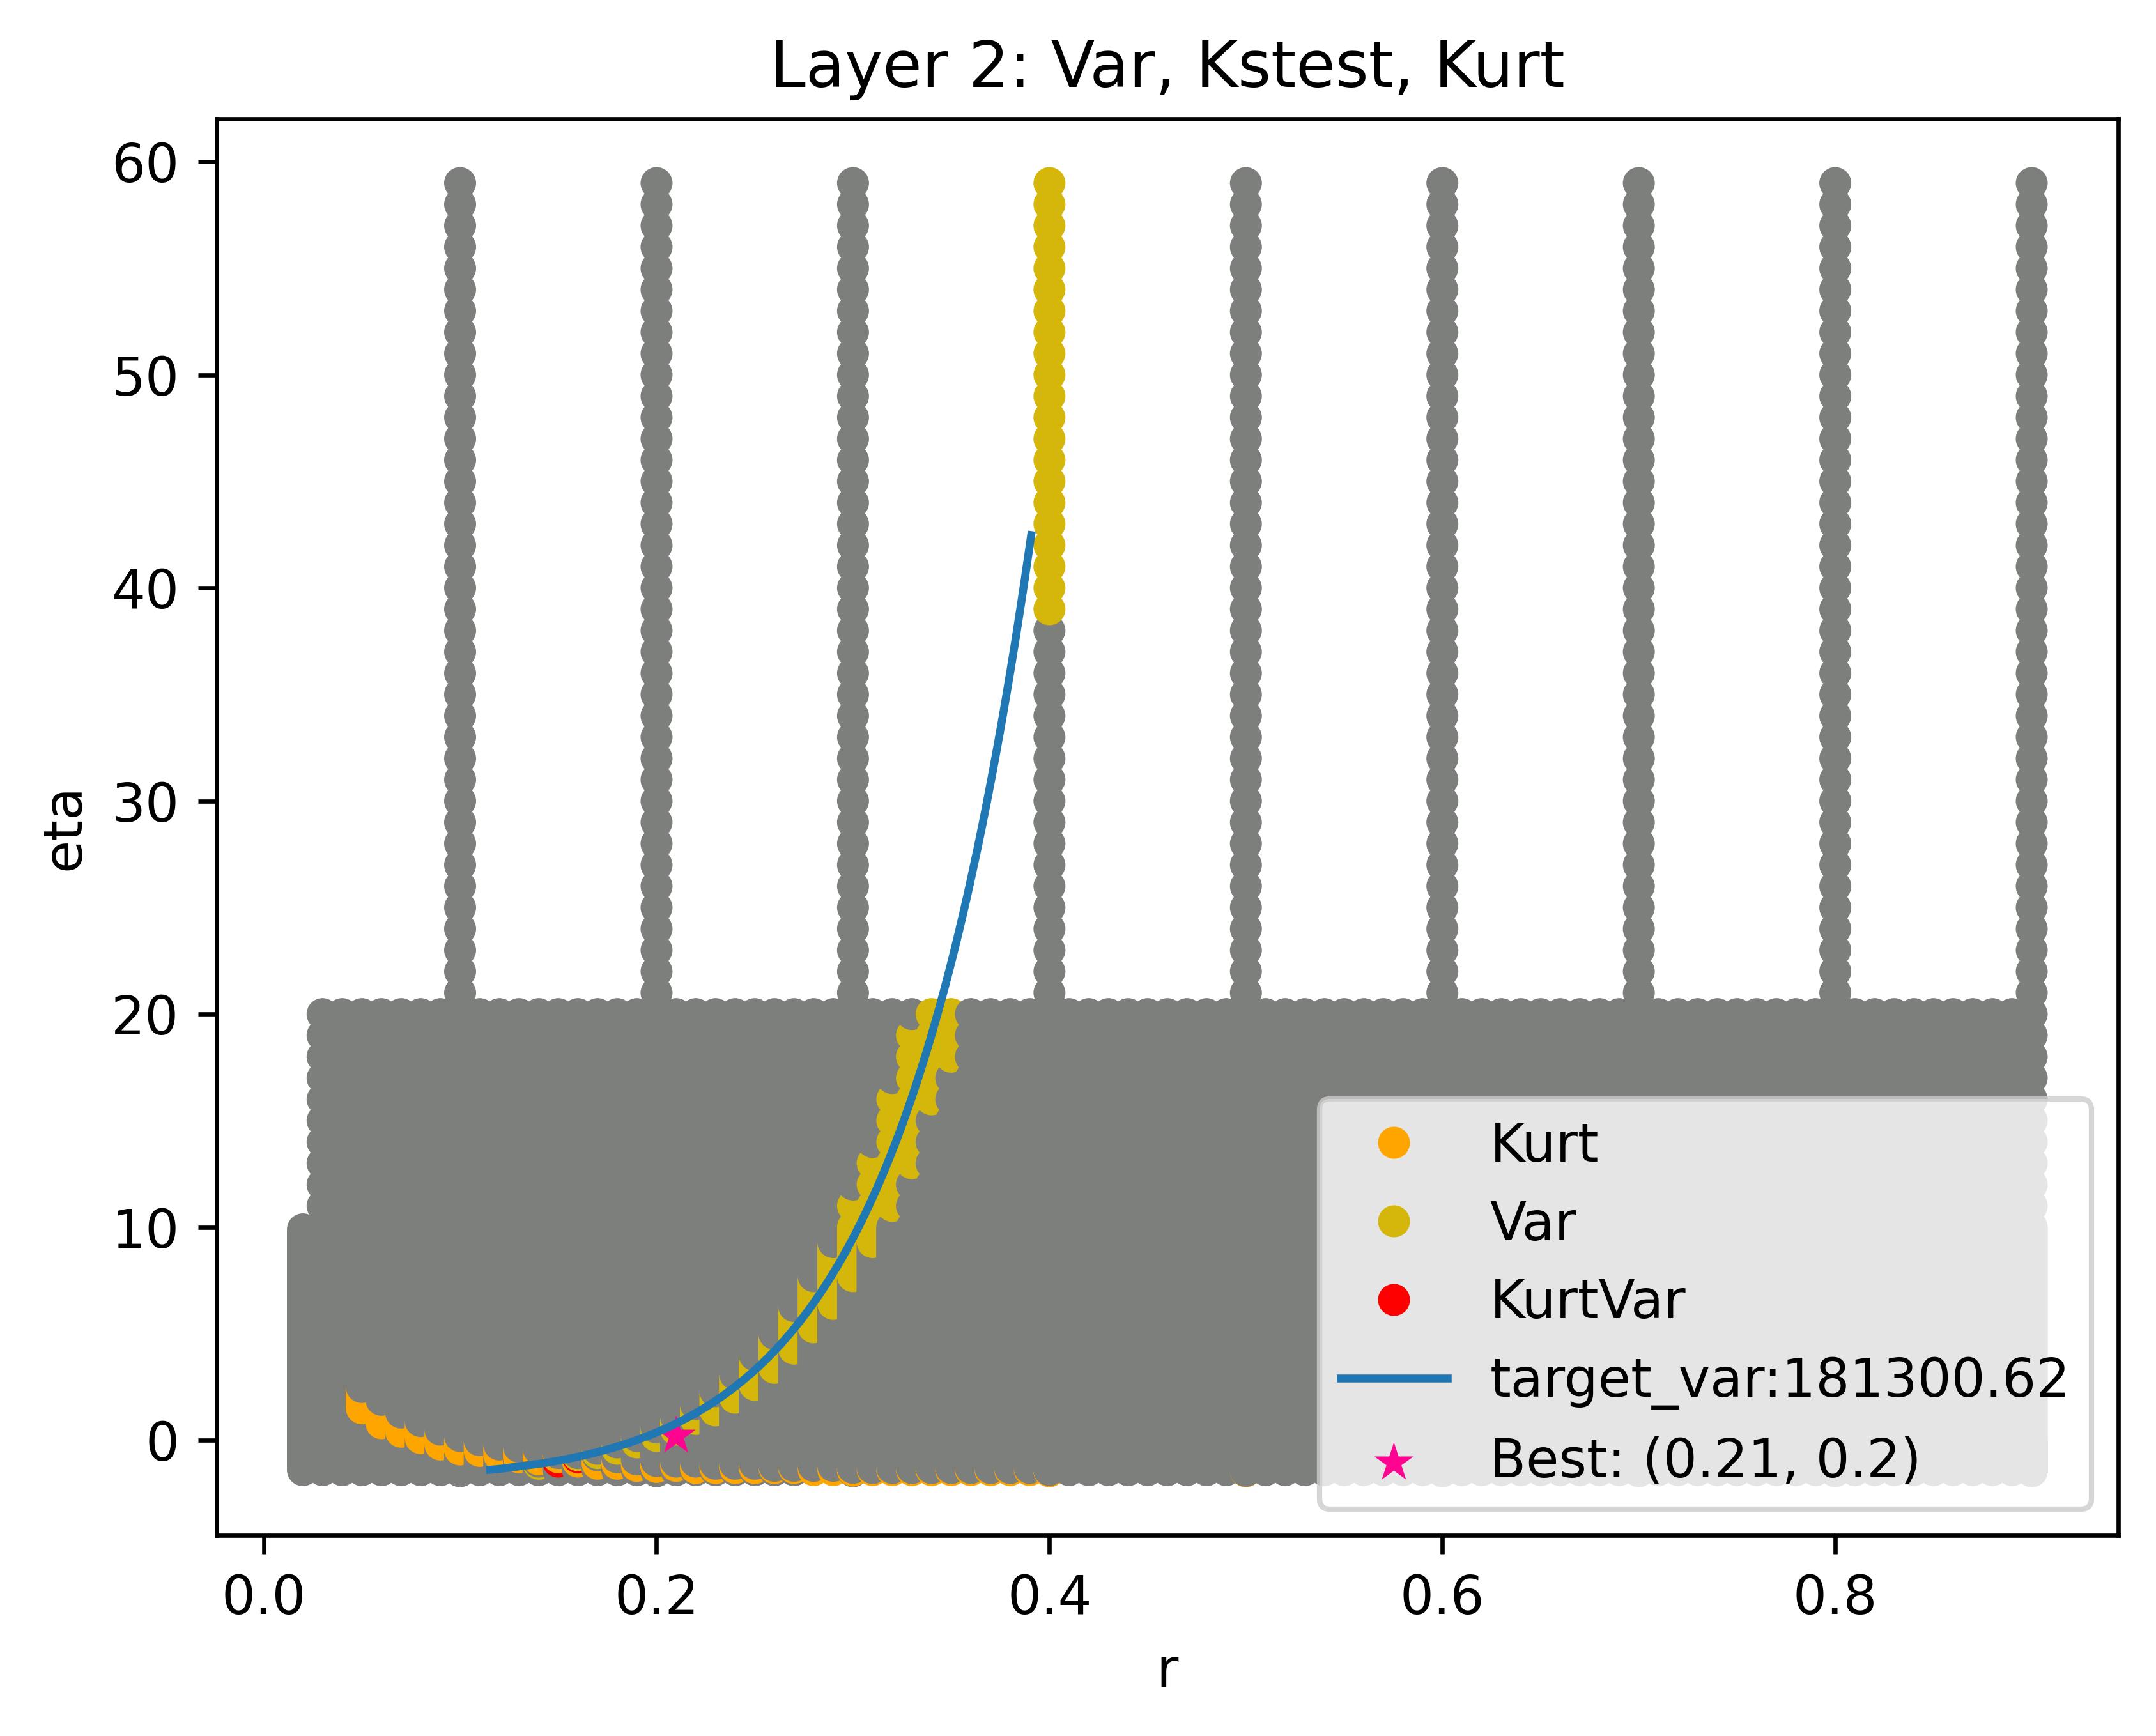 Layer 2: Var, Kstest, Kurt
60
50
40
30
20
10
0
eta
0.0 0.2 0.4 0.6 0.8
r
Kurt
Var
KurtVar
target_var:181300.62
Best: (0.21, 0.2)